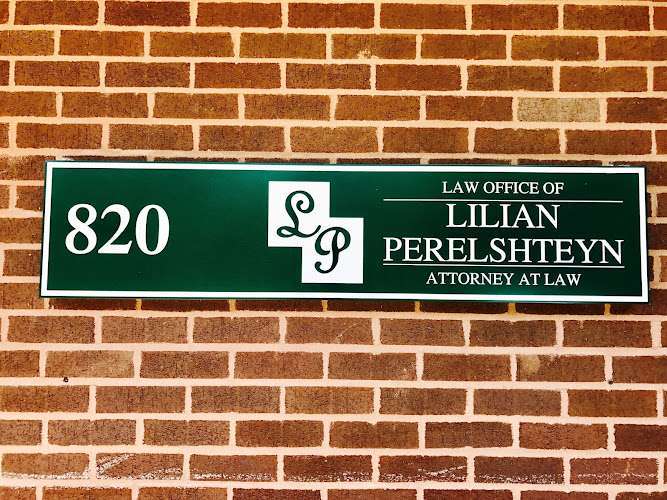 820
LP
LAW OFFICE OF
LILIAN
PERELSHTEYN
ATTORNEY AT LAW